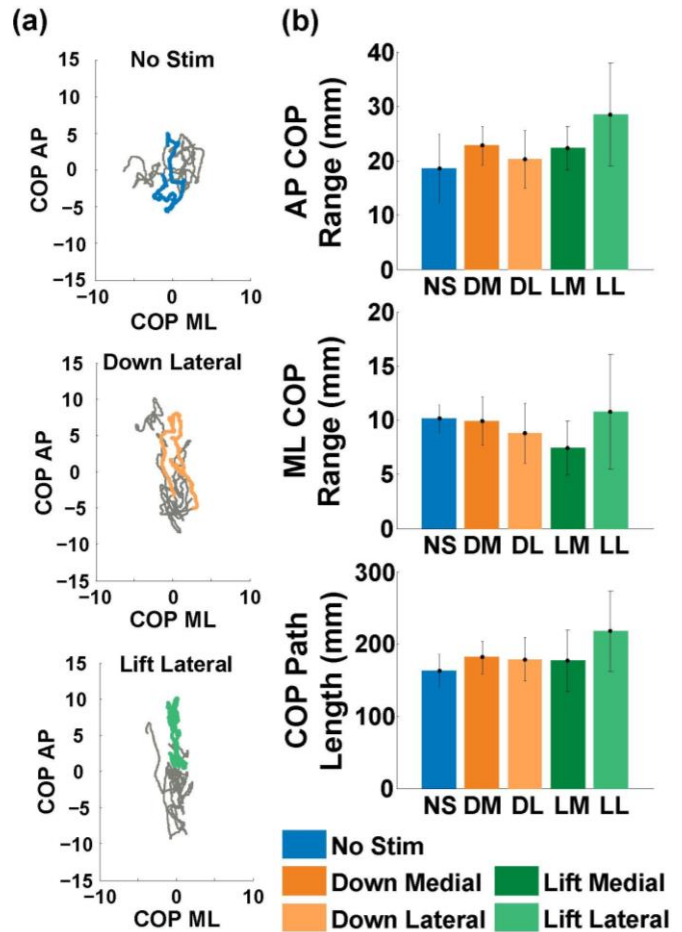 (a)
No Stim
COP AP
15
10
5
0
−5
−10
15
−10
0
10
COP ML
Down Lateral
COP AP
15
10
5
0
−5
−10
−15
−10
0
10
COP ML
Lift Lateral
COP AP
15
10
5
0
−5
−10
15
−10
0
10
COP ML
(b)
AP COP
Range (mm)
40
30
20
10
0
NS DM DL LM LL
ML COP
Range (mm)
20
15
10
5
0
NS DM DL LM LL
COP Path
Length (mm)
300
200
100
0
NS DM DL LM LL
No Stim
Down Medial
Lift Medial
Down Lateral
Lift Lateral